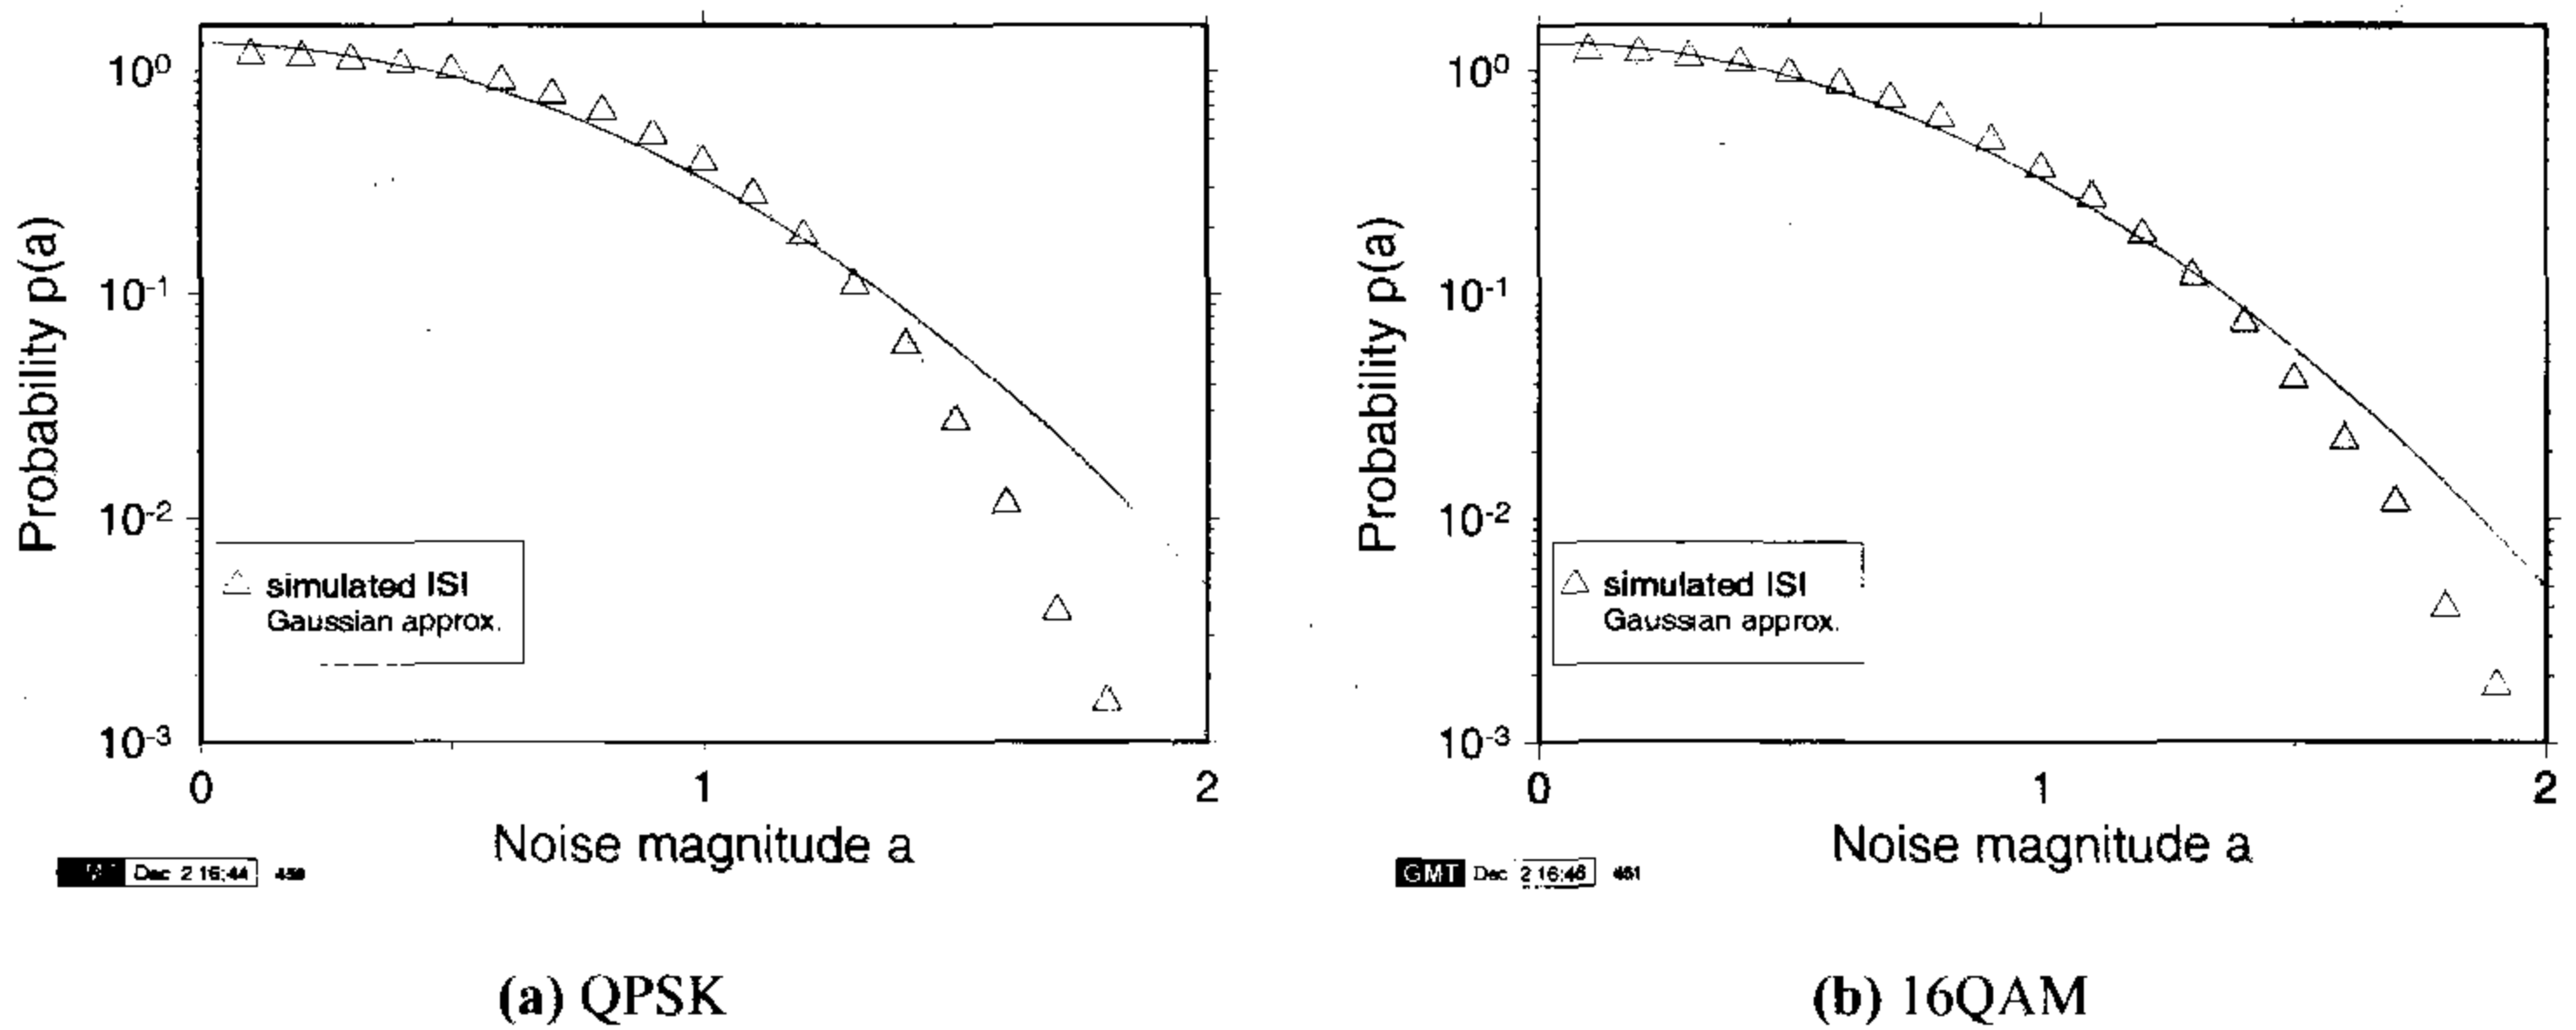 10⁰
10⁻¹
10⁻²
10⁻³
Probability p(a)
simulated ISI
Gaussian approx.
0 1 2
Noise magnitude a
Dec 2 16:44
(a) QPSK
10⁰
10⁻¹
10⁻²
10⁻³
Probability p(a)
simulated ISI
Gaussian approx.
0 1 2
Noise magnitude a
GMT Dec 2 16:46 451
(b) 16QAM